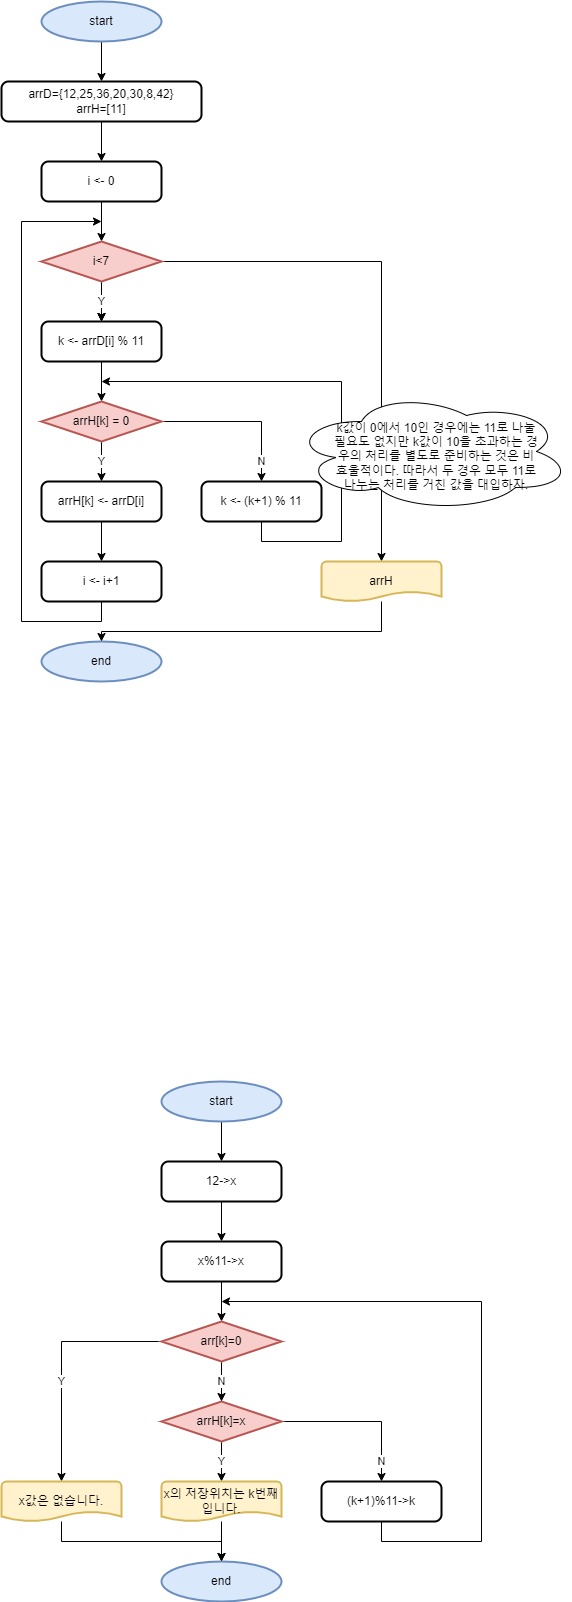 start
arrD={12,25,36,20,30,8,42}
arrH=[11]
i <- 0
i<7
Y
k <- arrD[i] % 11
arrH[k] = 0
k값이 0에서 10인 경우에는 11로 나눌
필요도 없지만 k값이 10을 초과하는 경
우의 처리를 별도로 준비하는 것은 비
효율적이다. 따라서 두 경우 모두 11로
나누는 처리를 거친 값을 대입하자.
Y
N
arrH[k] <- arrD[i]
k <- (k+1) % 11
i <- i+1
arrH
end
start
12->x
x%11->x
arr[k]=0
Y
N
arrH[k]=x
Y
N
x값은 없습니다.
x의 저장위치는 k번째
입니다.
(k+1)%11->k
end